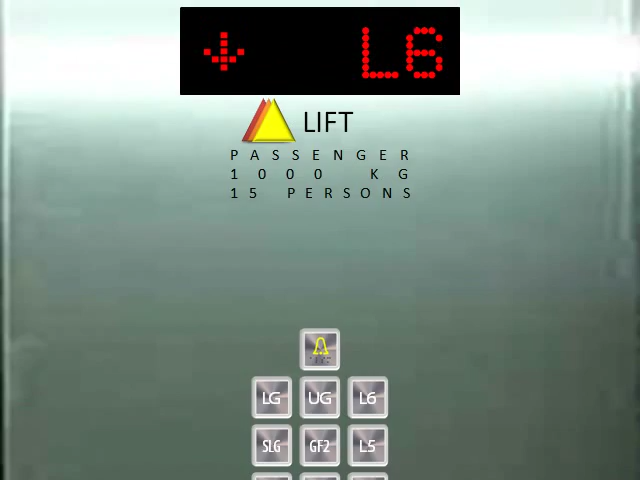 L6
LIFT
PASSENGER
1000 KG
15 PERSONS
LG UG L6
SLG GF2 L5